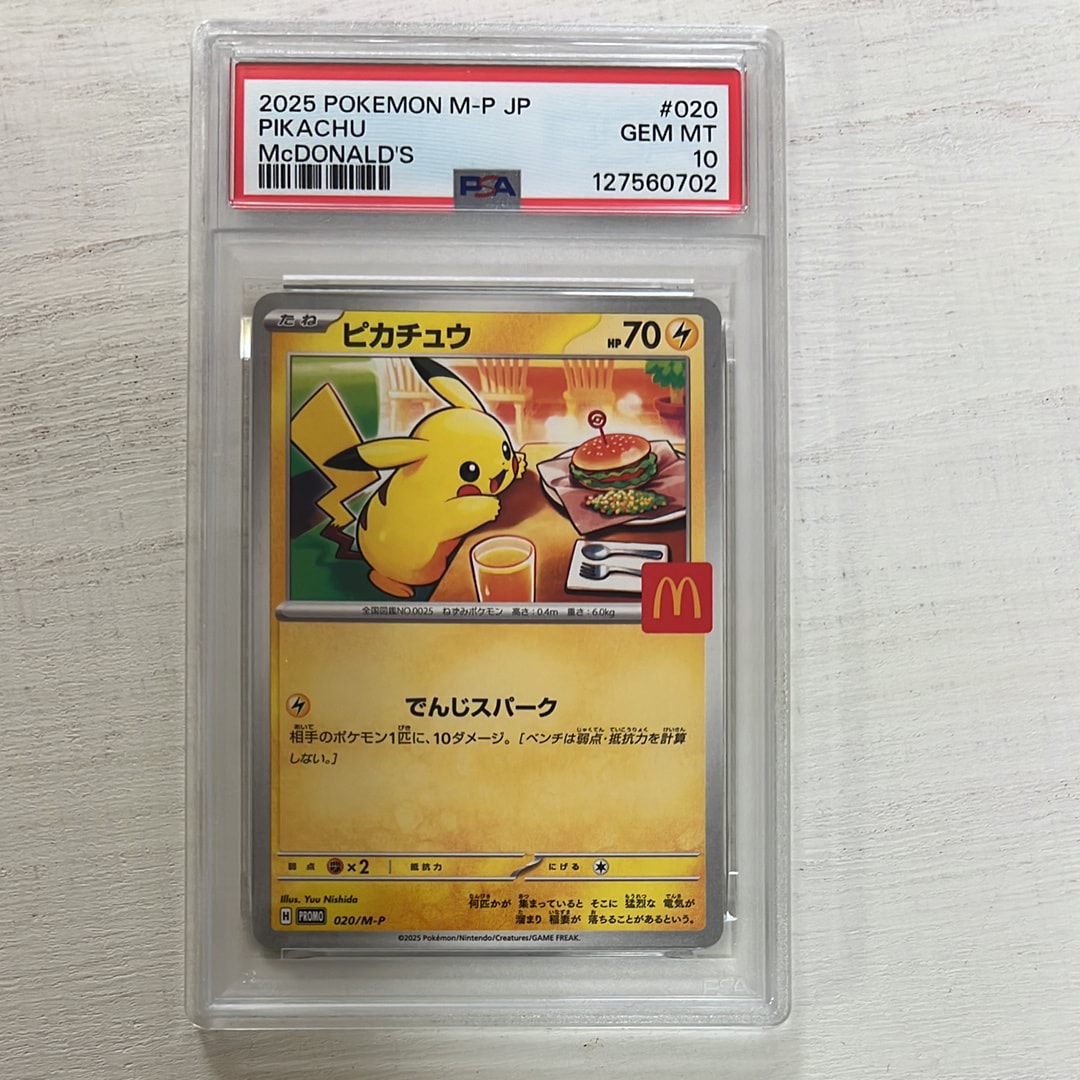 2025 POKEMON M-P JP #020
PIKACHU GEM MT
McDONALD'S 10
PSA 127560702
たね ピカチュウ HP70
全国図鑑NO.0025 ねずみポケモン 高さ:0.4m 重さ:6.0kg
M
でんじスパーク
相手のポケモン1匹に、10ダメージ。[ベンチは弱点・抵抗力を計算
しない。]
弱点 ×2 抵抗力 にげる
Illus. Yuu Nishida
何匹かが 集まっていると そこに 猛烈な 電気が
溜まり 稲妻が 落ちることがあるという。
H PROMO 020/M-P
©2025 Pokémon/Nintendo/Creatures/GAME FREAK.
PSA